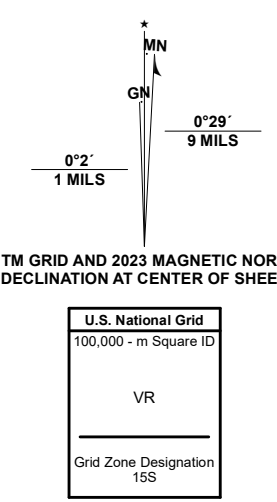 ★
MN
GN
0°29´
9 MILS
0°2´
1 MILS
TM GRID AND 2023 MAGNETIC NOR
DECLINATION AT CENTER OF SHEE
U.S. National Grid
100,000 - m Square ID
VR
Grid Zone Designation
15S